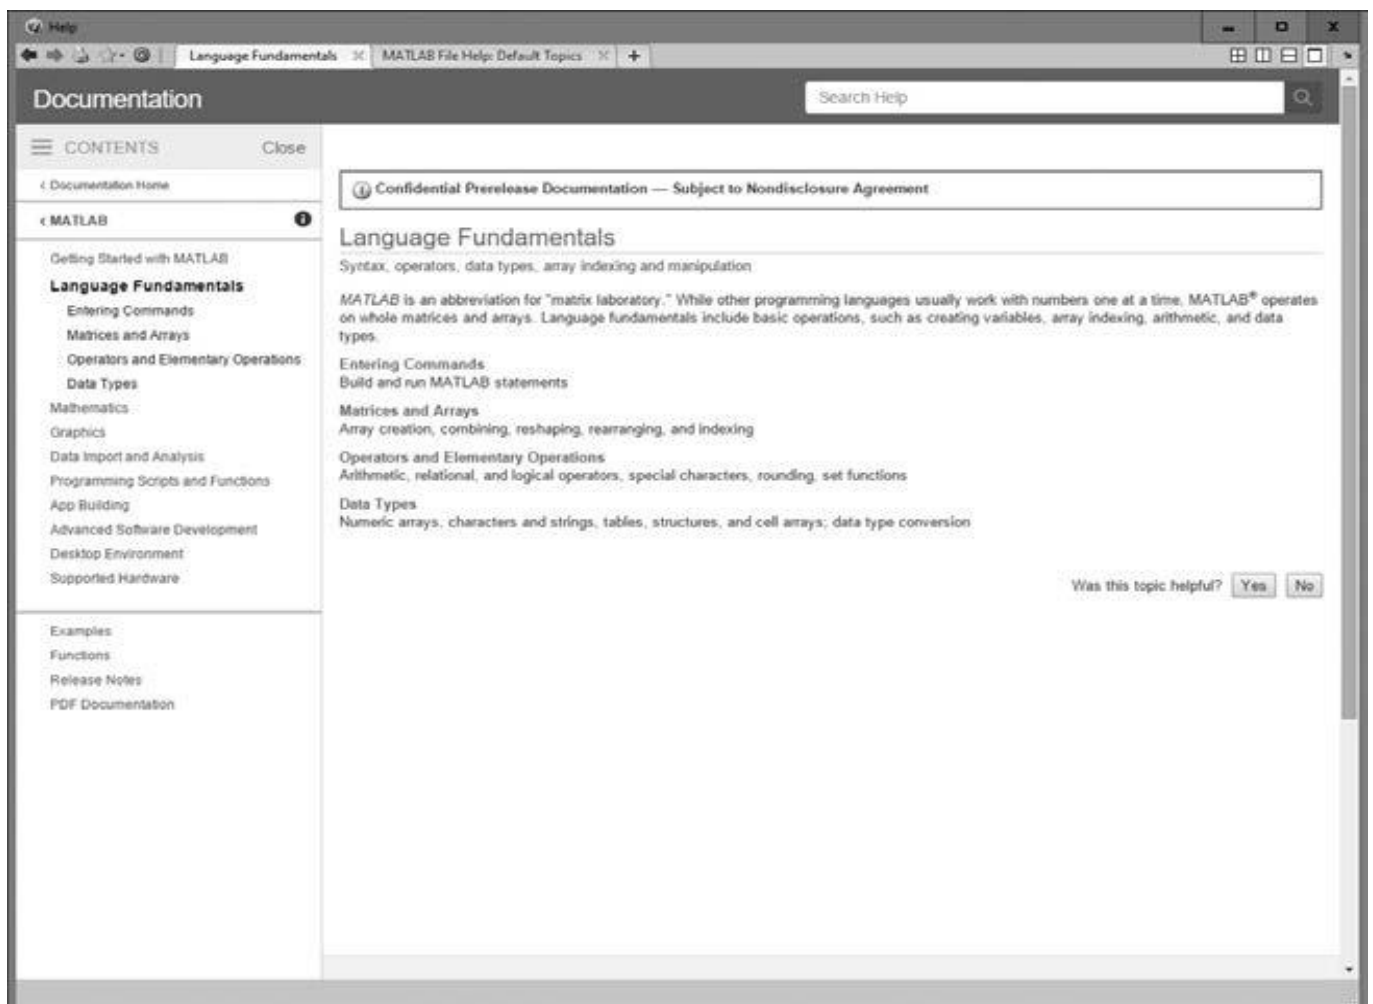 Help
Language Fundamentals
MATLAB File Help: Default Topics
Documentation
Search Help
CONTENTS
Close
‹ Documentation Home
‹ MATLAB
Getting Started with MATLAB
Language Fundamentals
Entering Commands
Matrices and Arrays
Operators and Elementary Operations
Data Types
Mathematics
Graphics
Data Import and Analysis
Programming Scripts and Functions
App Building
Advanced Software Development
Desktop Environment
Supported Hardware
Examples
Functions
Release Notes
PDF Documentation
Confidential Prerelease Documentation — Subject to Nondisclosure Agreement
Language Fundamentals
Syntax, operators, data types, array indexing and manipulation
MATLAB is an abbreviation for "matrix laboratory." While other programming languages usually work with numbers one at a time, MATLAB® operates
on whole matrices and arrays. Language fundamentals include basic operations, such as creating variables, array indexing, arithmetic, and data
types.
Entering Commands
Build and run MATLAB statements
Matrices and Arrays
Array creation, combining, reshaping, rearranging, and indexing
Operators and Elementary Operations
Arithmetic, relational, and logical operators, special characters, rounding, set functions
Data Types
Numeric arrays, characters and strings, tables, structures, and cell arrays; data type conversion
Was this topic helpful? Yes No